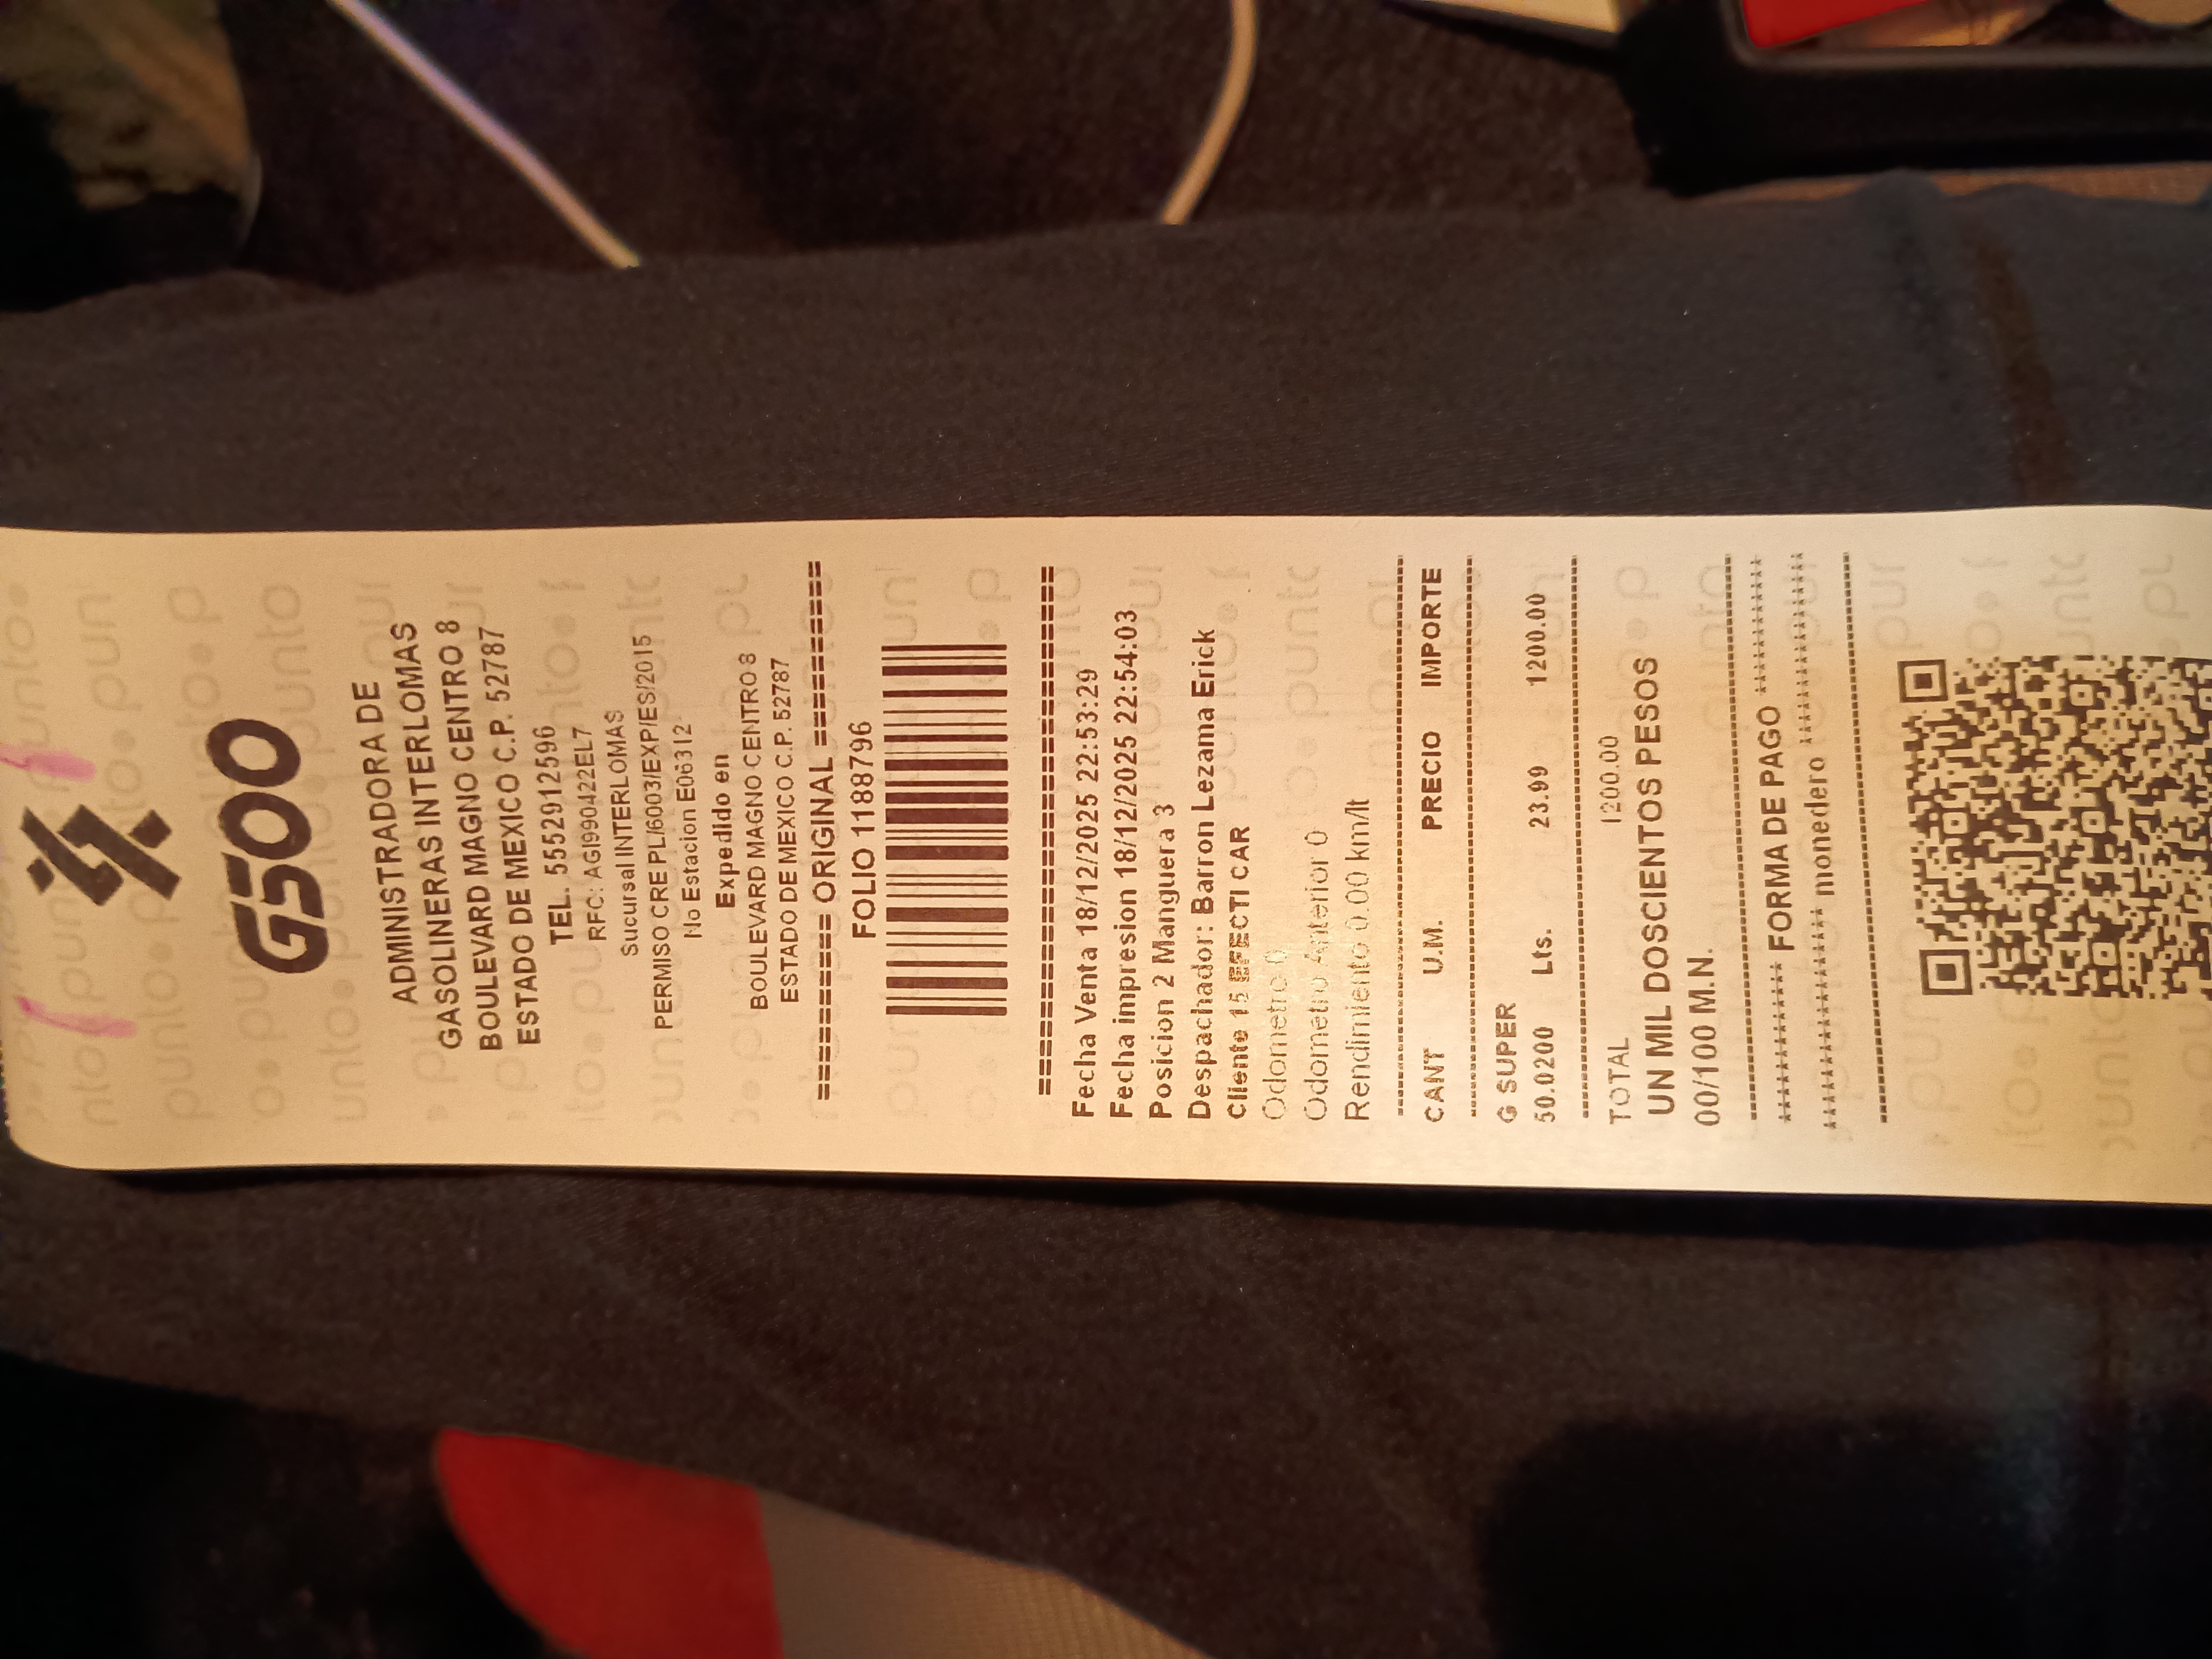 G500
ADMINISTRADORA DE
GASOLINERAS INTERLOMAS
BOULEVARD MAGNO CENTRO 8
ESTADO DE MEXICO C.P. 52787
TEL. 5552912596
RFC: AGI990422EL7
Sucursal INTERLOMAS
PERMISO CRE PL/6003/EXP/ES/2015
No Estacion E06312
Expedido en
BOULEVARD MAGNO CENTRO 8
ESTADO DE MEXICO C.P. 52787
========= ORIGINAL =========
FOLIO 1188796
Fecha Venta 18/12/2025 22:53:29
Fecha impresion 18/12/2025 22:54:03
Posicion 2 Manguera 3
Despachador: Barron Lezama Erick
Cliente 15 EFECTI CAR
Odometro 0
Odometro Anterior 0
Rendimiento 0.00 km/lt
CANT U.M. PRECIO IMPORTE
G SUPER
50.0200 Lts. 23.99 1200.00
TOTAL 1200.00
UN MIL DOSCIENTOS PESOS
00/100 M.N.
FORMA DE PAGO
monedero